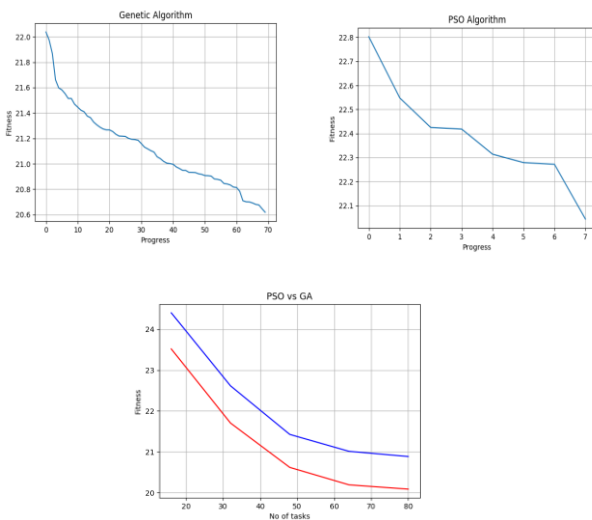 Genetic Algorithm
22.0
21.8
21.6
21.4
21.2
21.0
20.8
20.6
Fitness
0 10 20 30 40 50 60 70
Progress
PSO Algorithm
22.8
22.7
22.6
22.5
22.4
22.3
22.2
22.1
Fitness
0 1 2 3 4 5 6 7
Progress
PSO vs GA
24
23
22
21
20
Fitness
20 30 40 50 60 70 80
No of tasks